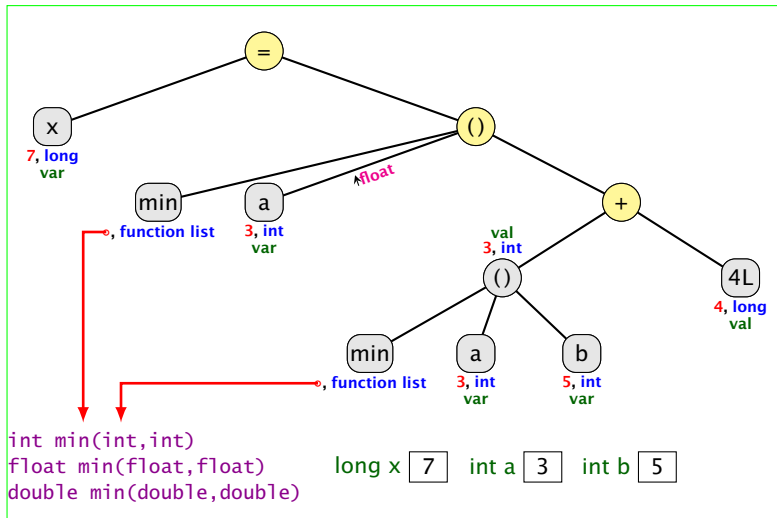 =
x
()
7, long
var
float
min
a
+
, function list
3, int
var
val
3, int
()
4L
4, long
val
min
a
b
, function list
3, int
5, int
var
var
int min(int,int)
float min(float,float)
double min(double,double)
long x 7 int a 3 int b 5